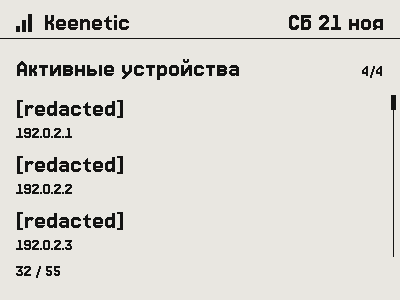 Keenetic
Сб 21 ноя
Активные устройства
4/4
[redacted]
192.0.2.1
[redacted]
192.0.2.2
[redacted]
192.0.2.3
32 / 55